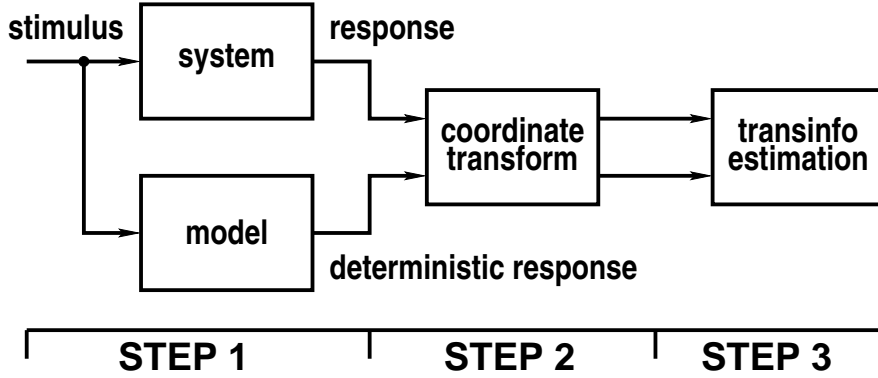 stimulus
system
response
coordinate
transform
transinfo
estimation
model
deterministic response
STEP 1
STEP 2
STEP 3